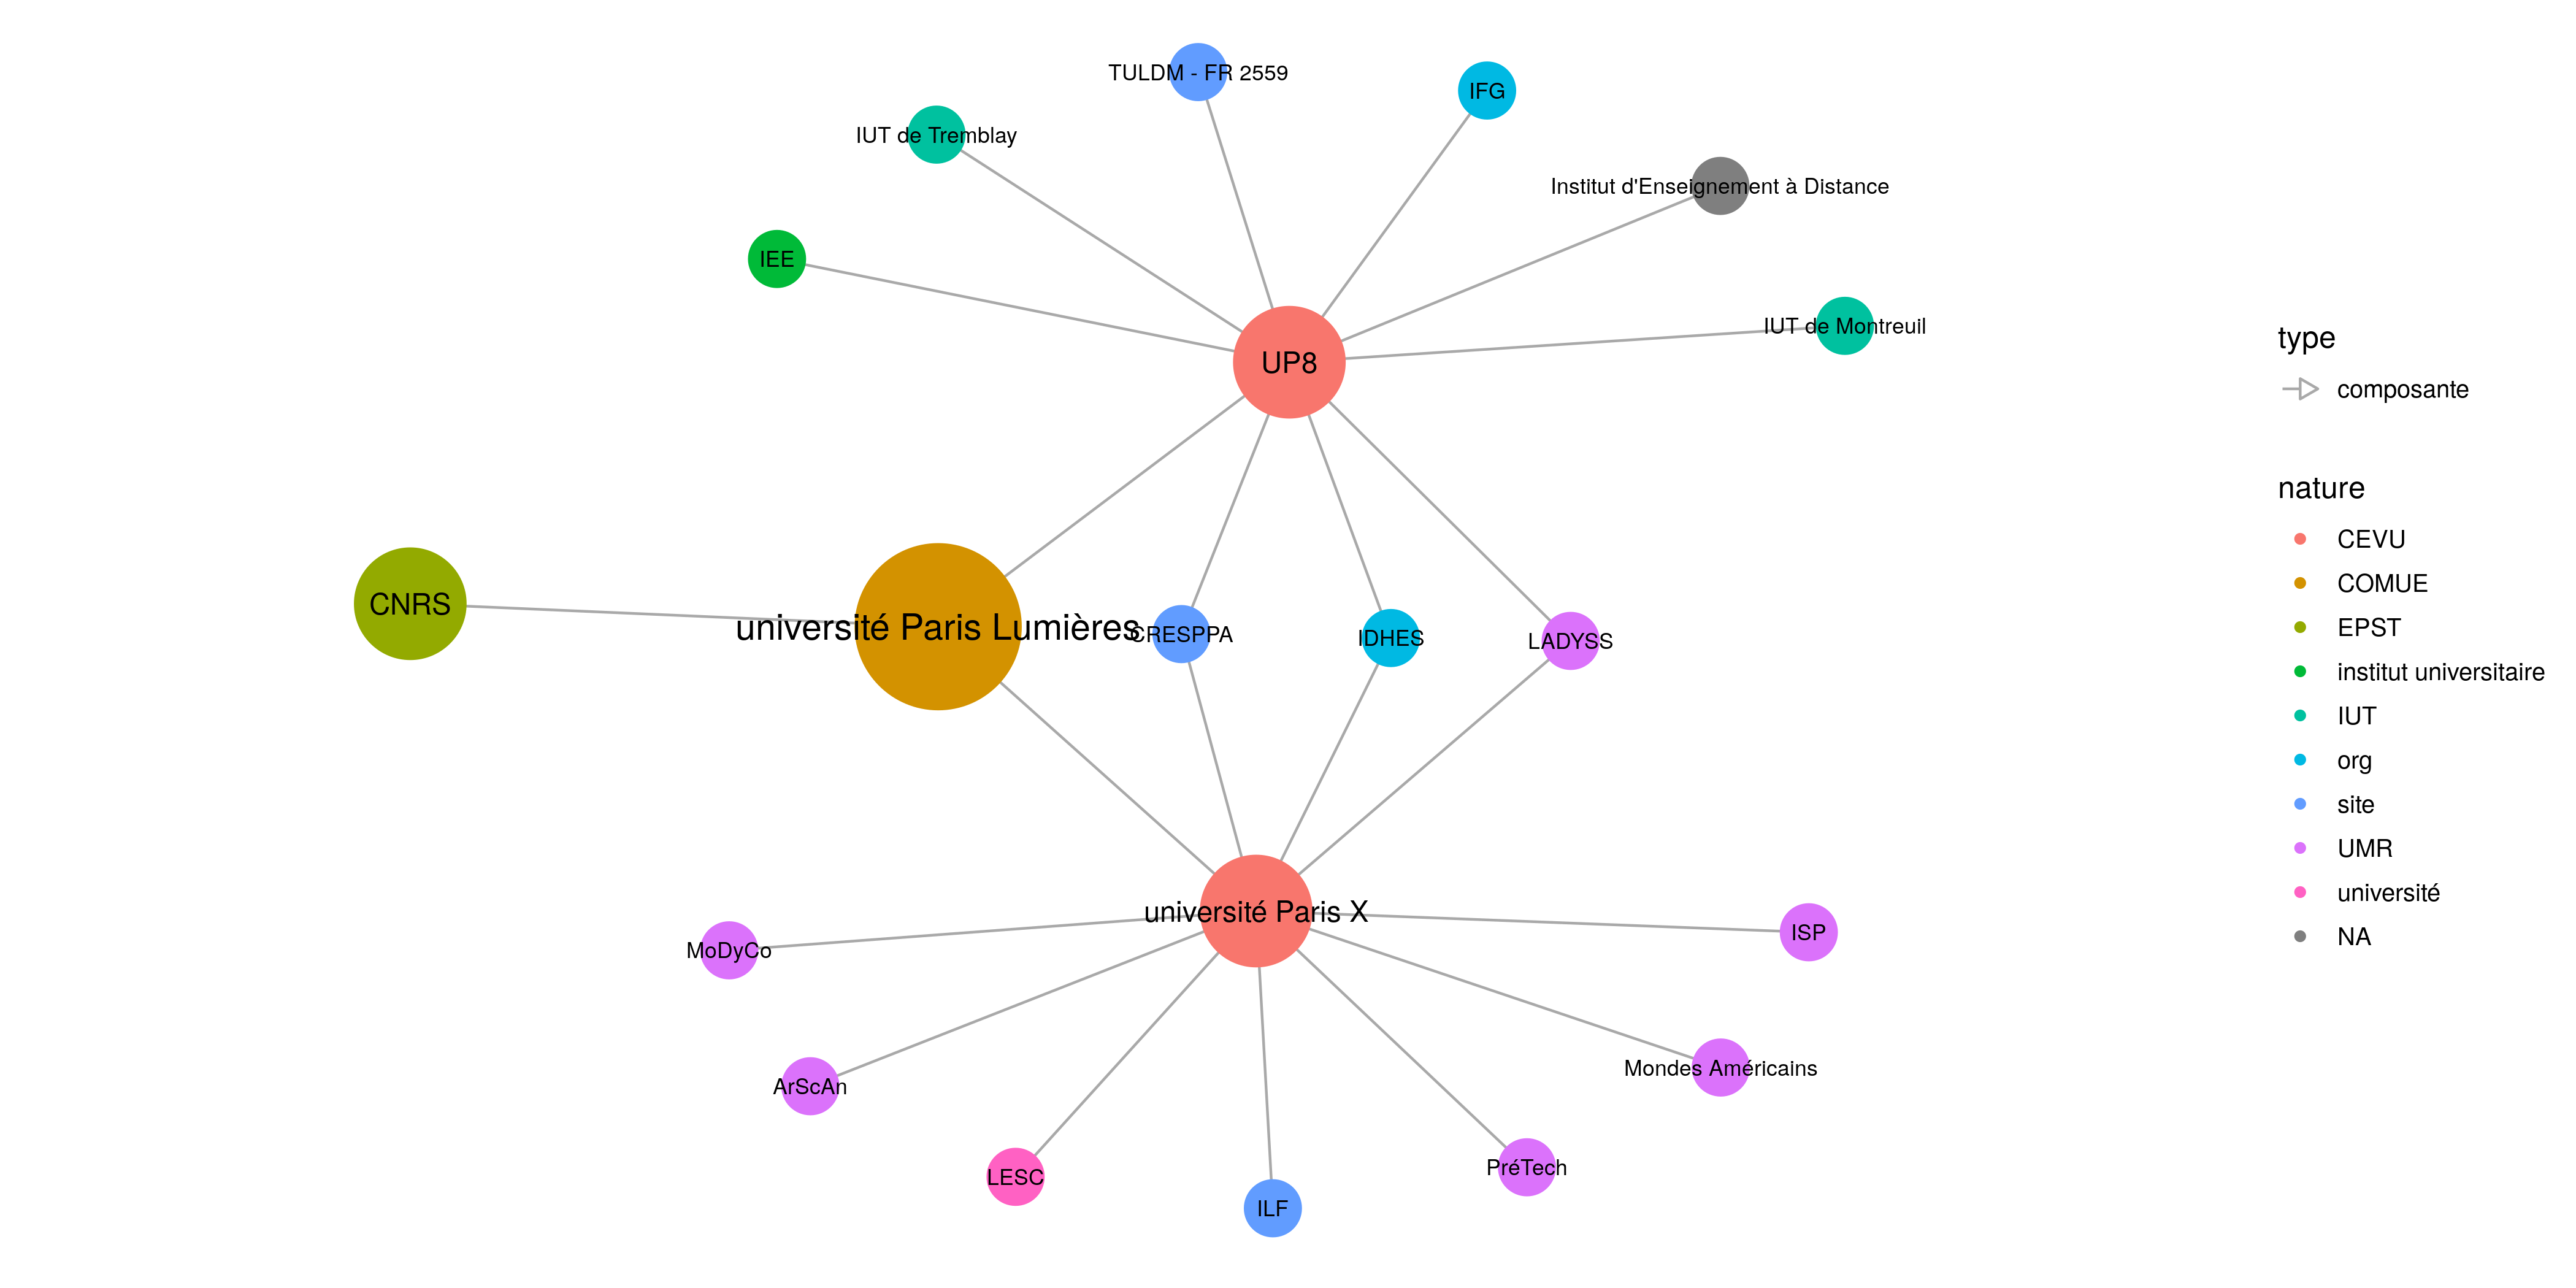 TULDM - FR 2559
IFG
IUT de Tremblay
Institut d'Enseignement à Distance
IEE
IUT de Montreuil
UP8
CNRS
université Paris Lumières
CRESPPA
IDHES
LADYSS
université Paris X
ISP
MoDyCo
Mondes Américains
ArScAn
PréTech
LESC
ILF
type
composante
nature
CEVU
COMUE
EPST
institut universitaire
IUT
org
site
UMR
université
NA